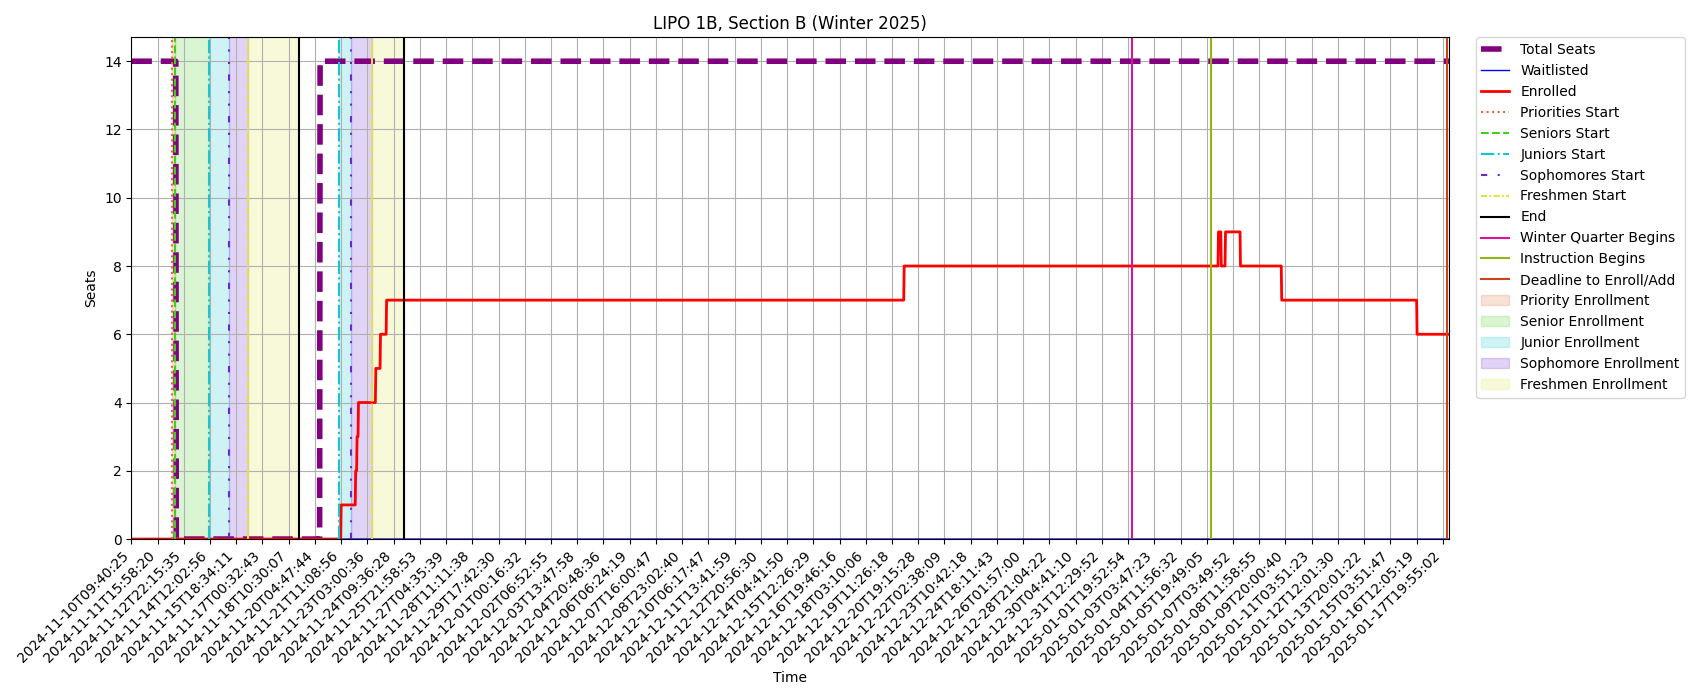 LIPO 1B, Section B (Winter 2025)
Seats
14
12
10
8
6
4
2
0
2024-11-10T09:40:25
2024-11-11T15:58:20
2024-11-12T22:15:35
2024-11-14T12:02:56
2024-11-15T18:34:11
2024-11-17T00:32:43
2024-11-18T10:30:07
2024-11-20T04:47:44
2024-11-21T11:08:56
2024-11-23T03:00:36
2024-11-24T09:36:28
2024-11-25T21:58:53
2024-11-27T04:35:39
2024-11-28T11:11:38
2024-11-29T17:42:30
2024-12-01T00:16:32
2024-12-02T06:52:55
2024-12-03T13:47:58
2024-12-04T20:48:36
2024-12-06T06:24:19
2024-12-07T16:00:47
2024-12-08T23:02:40
2024-12-10T06:17:47
2024-12-11T13:41:59
2024-12-12T20:56:30
2024-12-14T04:41:50
2024-12-15T12:26:29
2024-12-16T19:46:16
2024-12-18T03:10:06
2024-12-19T11:26:18
2024-12-20T19:15:28
2024-12-22T02:38:09
2024-12-23T10:42:18
2024-12-24T18:11:43
2024-12-26T01:57:00
2024-12-28T21:04:22
2024-12-30T04:41:10
2024-12-31T12:29:52
2025-01-01T19:52:54
2025-01-03T03:47:23
2025-01-04T11:56:32
2025-01-05T19:49:05
2025-01-07T03:49:52
2025-01-08T11:58:55
2025-01-09T20:00:40
2025-01-11T03:51:23
2025-01-12T12:01:30
2025-01-13T20:01:22
2025-01-15T03:51:47
2025-01-16T12:05:19
2025-01-17T19:55:02
Time
Total Seats
Waitlisted
Enrolled
Priorities Start
Seniors Start
Juniors Start
Sophomores Start
Freshmen Start
End
Winter Quarter Begins
Instruction Begins
Deadline to Enroll/Add
Priority Enrollment
Senior Enrollment
Junior Enrollment
Sophomore Enrollment
Freshmen Enrollment